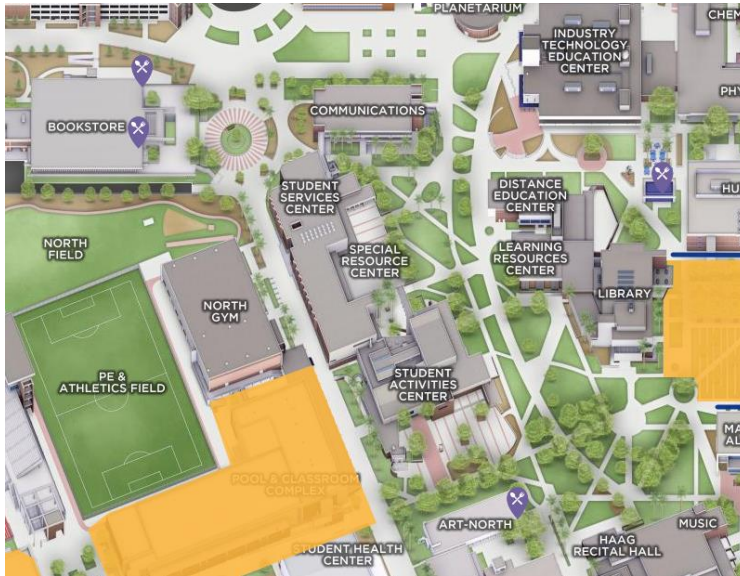 PLANETARIUM
INDUSTRY
TECHNOLOGY
EDUCATION
CENTER
BOOKSTORE
COMMUNICATIONS
STUDENT
SERVICES
CENTER
DISTANCE
EDUCATION
CENTER
NORTH
FIELD
SPECIAL
RESOURCE
CENTER
LEARNING
RESOURCES
CENTER
LIBRARY
NORTH
GYM
PE &
ATHLETICS FIELD
STUDENT
ACTIVITIES
CENTER
POOL & CLASSROOM
COMPLEX
ART-NORTH
MUSIC
STUDENT HEALTH
CENTER
HAAG
RECITAL HALL